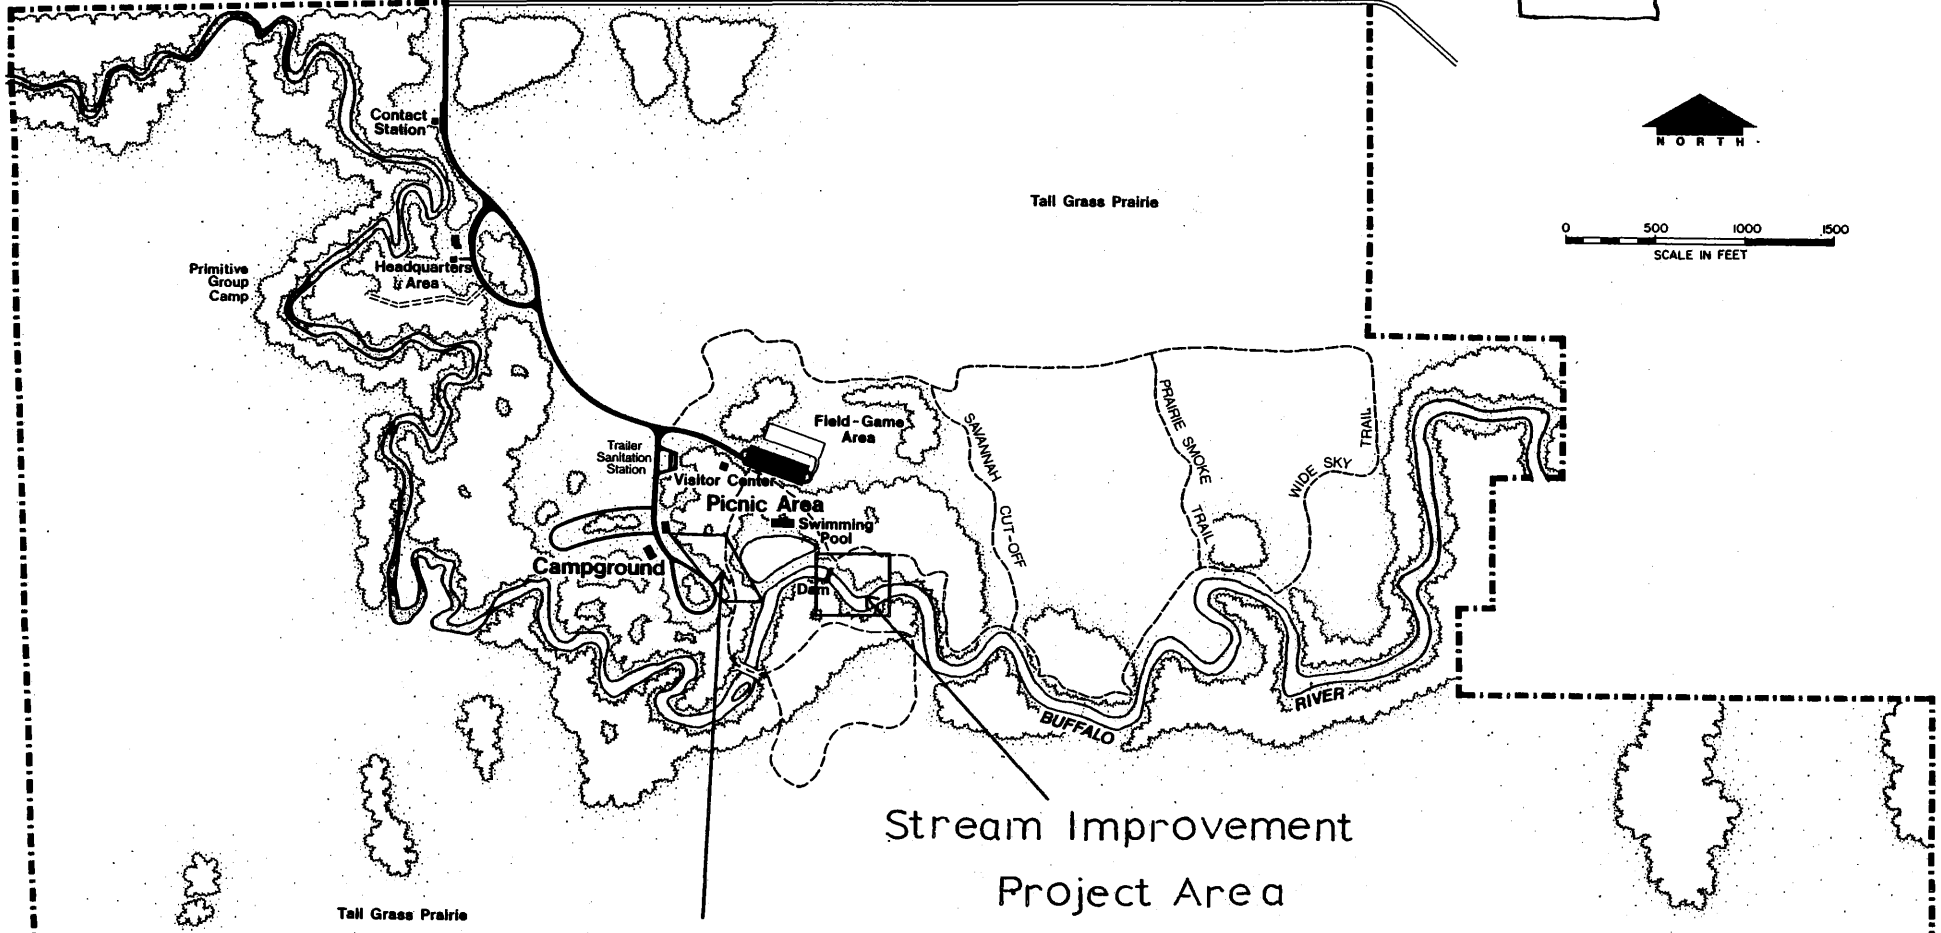 Contact
Station
Tall Grass Prairie
NORTH
0 500 1000 1500
SCALE IN FEET
Primitive
Group
Camp
Headquarters
Area
Field-Game
Area
Trailer
Sanitation
Station
Visitor Center
Picnic Area
Swimming
Pool
Campground
Dam
SAVANNAH CUT-OFF
PRAIRIE SMOKE TRAIL
WIDE SKY TRAIL
BUFFALO RIVER
Stream Improvement
Project Area
Tall Grass Prairie